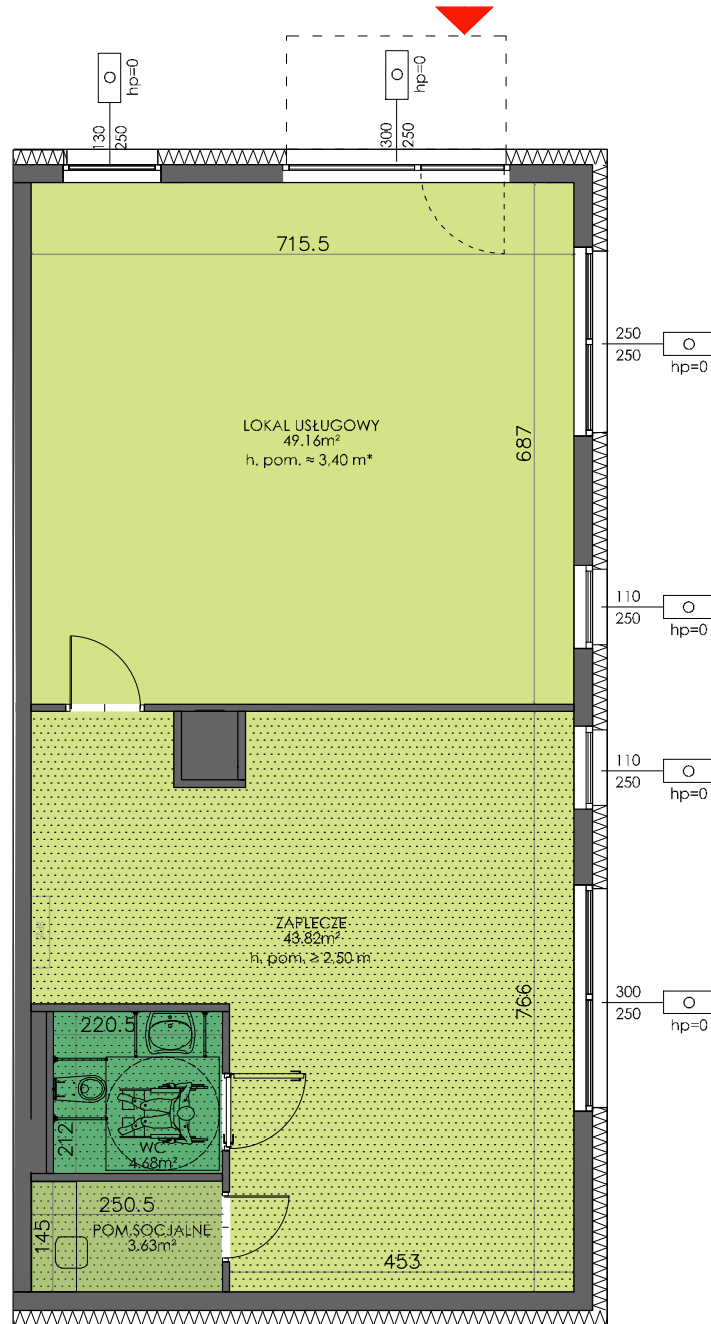 hp=0
130
250
hp=0
300
250
715.5
250
250
hp=0
LOKAL USŁUGOWY
49.16m²
h. pom. ≈ 3,40 m*
687
110
250
hp=0
110
250
hp=0
ZAPLECZE
43.82m²
h. pom. ≥ 2,50 m
766
300
250
hp=0
220.5
212
WC
4.68m²
250.5
145
POM.SOCJALNE
3.63m²
453